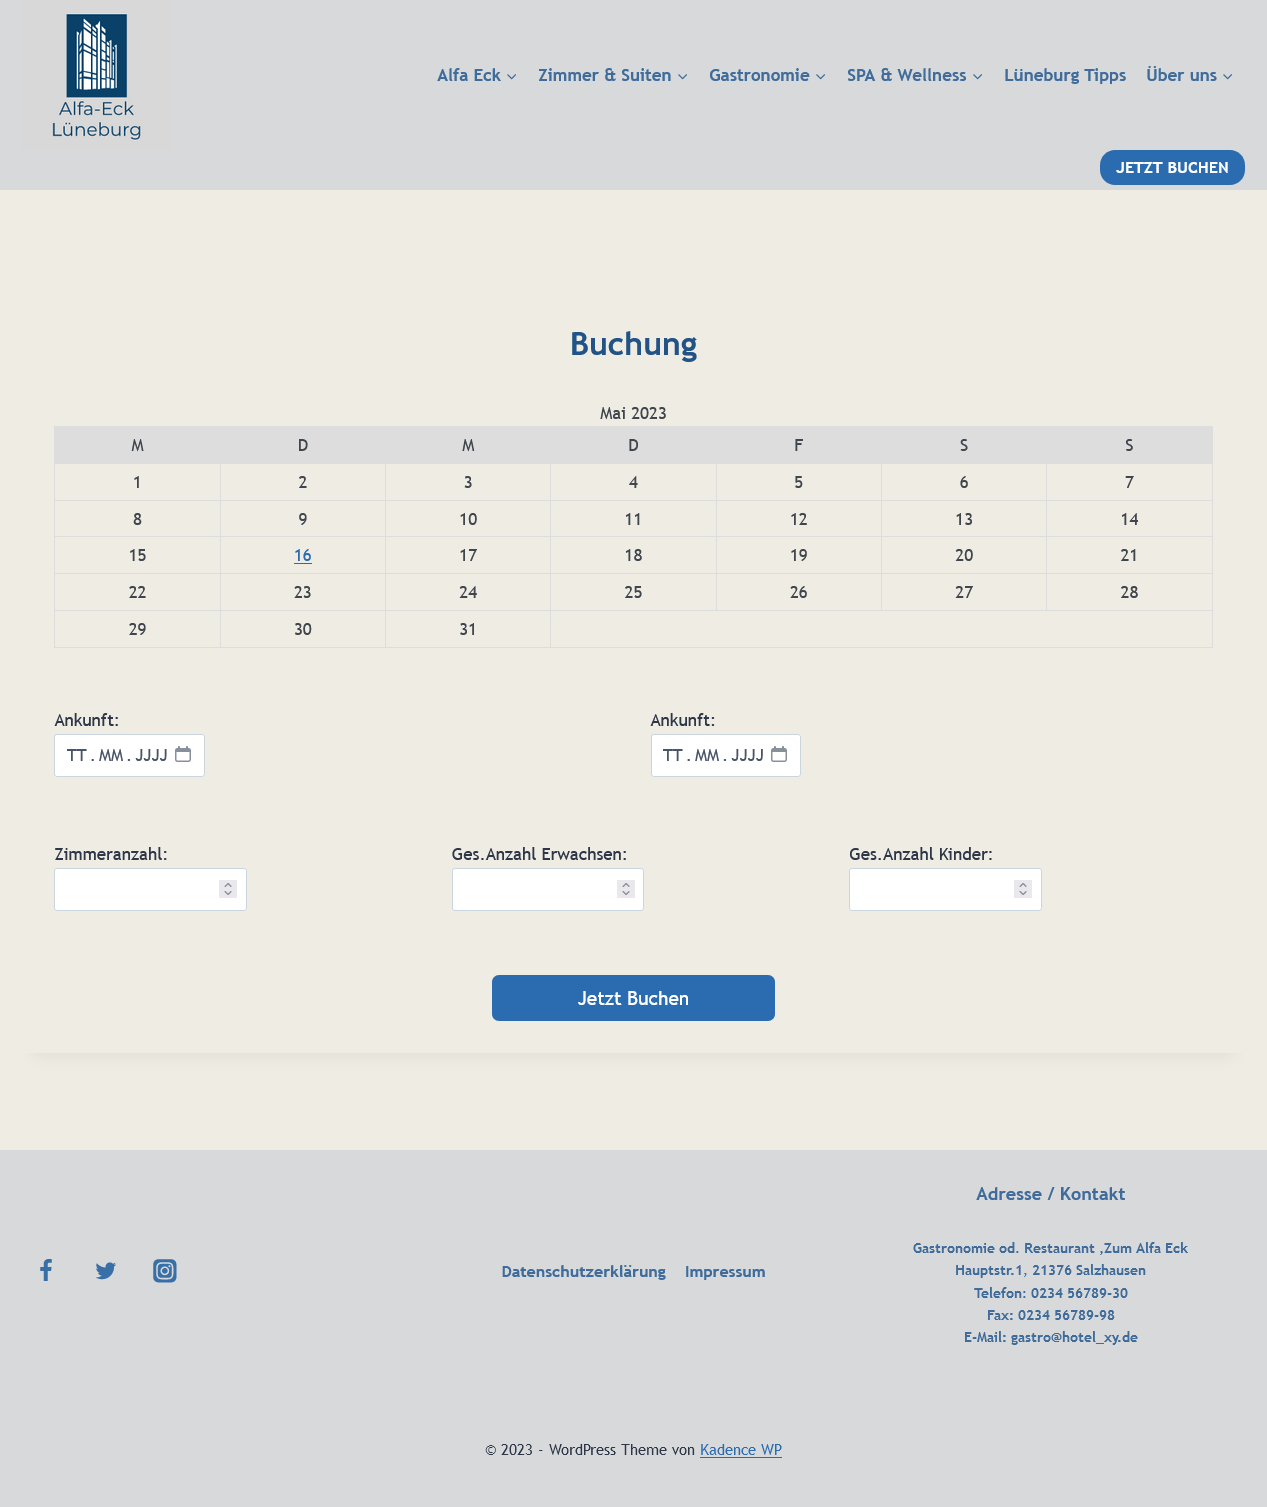 Alfa-Eck
Lüneburg
Alfa Eck Zimmer & Suiten Gastronomie SPA & Wellness Lüneburg Tipps Über uns
JETZT BUCHEN
Buchung
Mai 2023
M D M D F S S
1 2 3 4 5 6 7
8 9 10 11 12 13 14
15 16 17 18 19 20 21
22 23 24 25 26 27 28
29 30 31
Ankunft: Ankunft:
TT . MM . JJJJ TT . MM . JJJJ
Zimmeranzahl: Ges.Anzahl Erwachsen: Ges.Anzahl Kinder:
Jetzt Buchen
Adresse / Kontakt
Gastronomie od. Restaurant ,Zum Alfa Eck
Hauptstr.1, 21376 Salzhausen
Telefon: 0234 56789-30
Fax: 0234 56789-98
E-Mail: gastro@hotel_xy.de
Datenschutzerklärung Impressum
© 2023 - WordPress Theme von Kadence WP